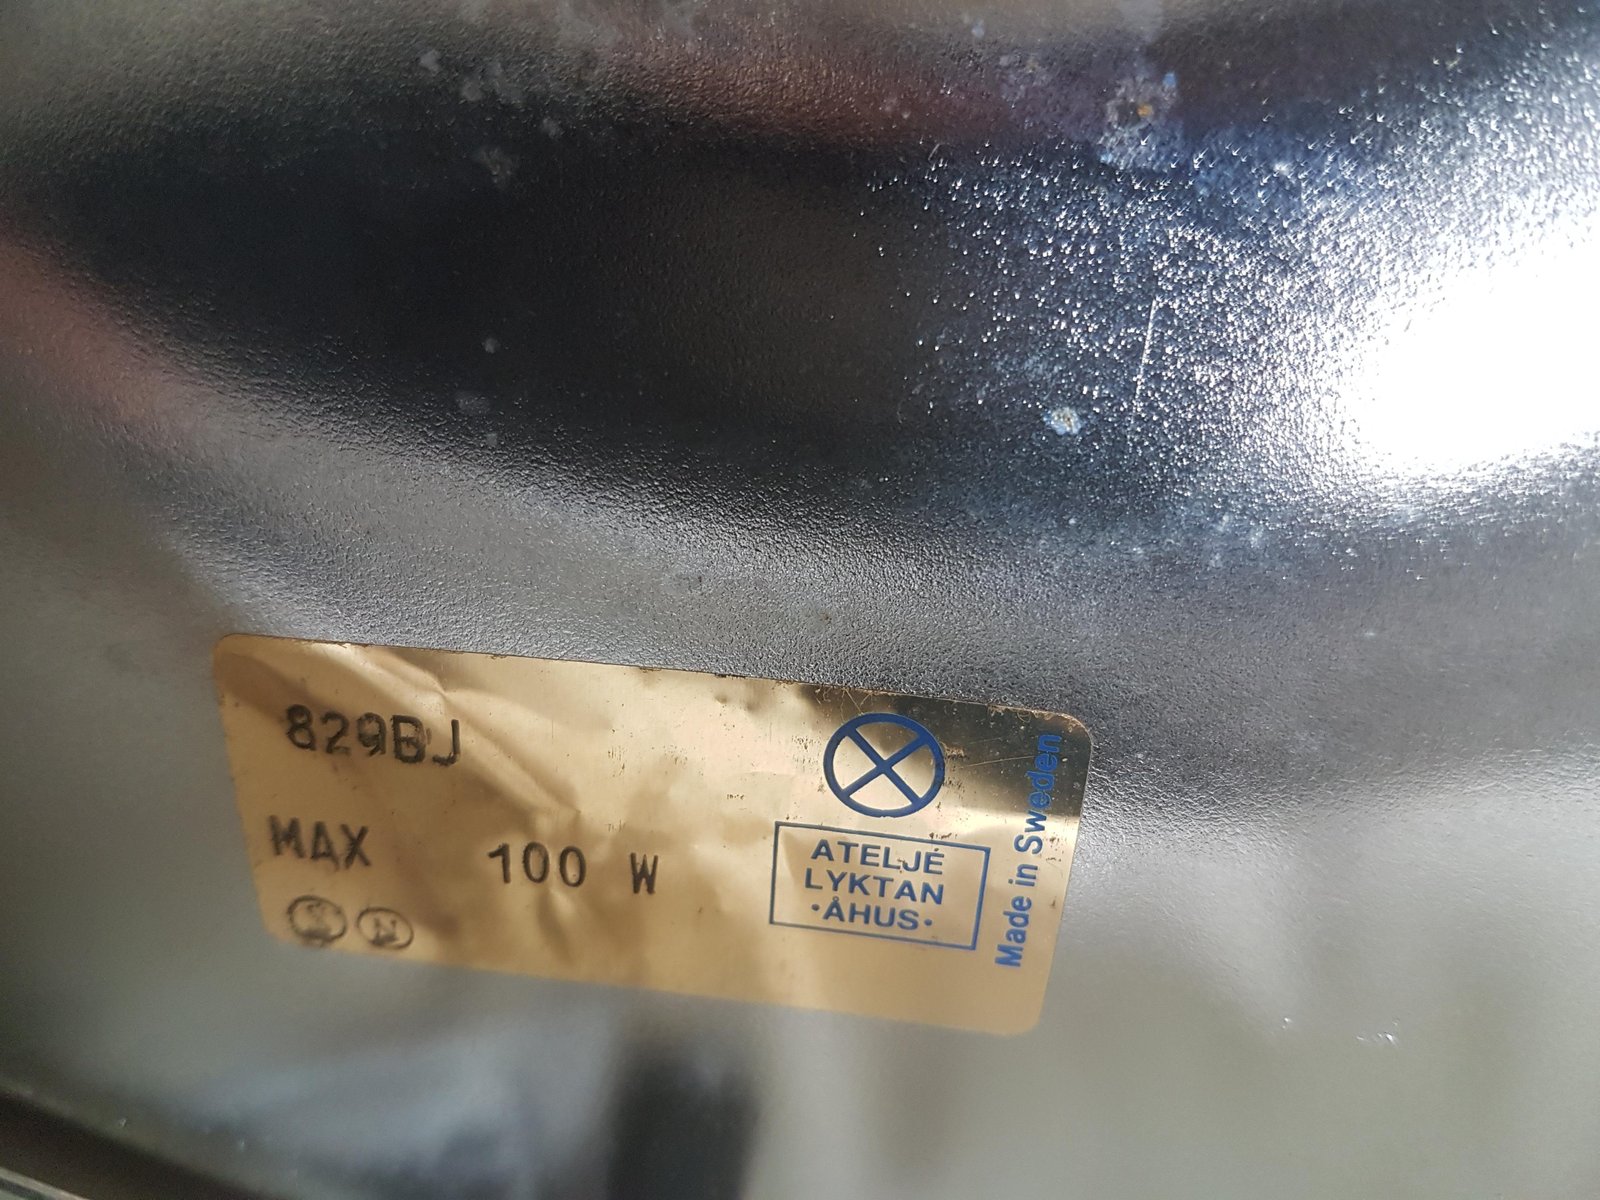 829BJ
MAX 100 W
S N
ATELJÉ
LYKTAN
·ÅHUS·
Made in Sweden